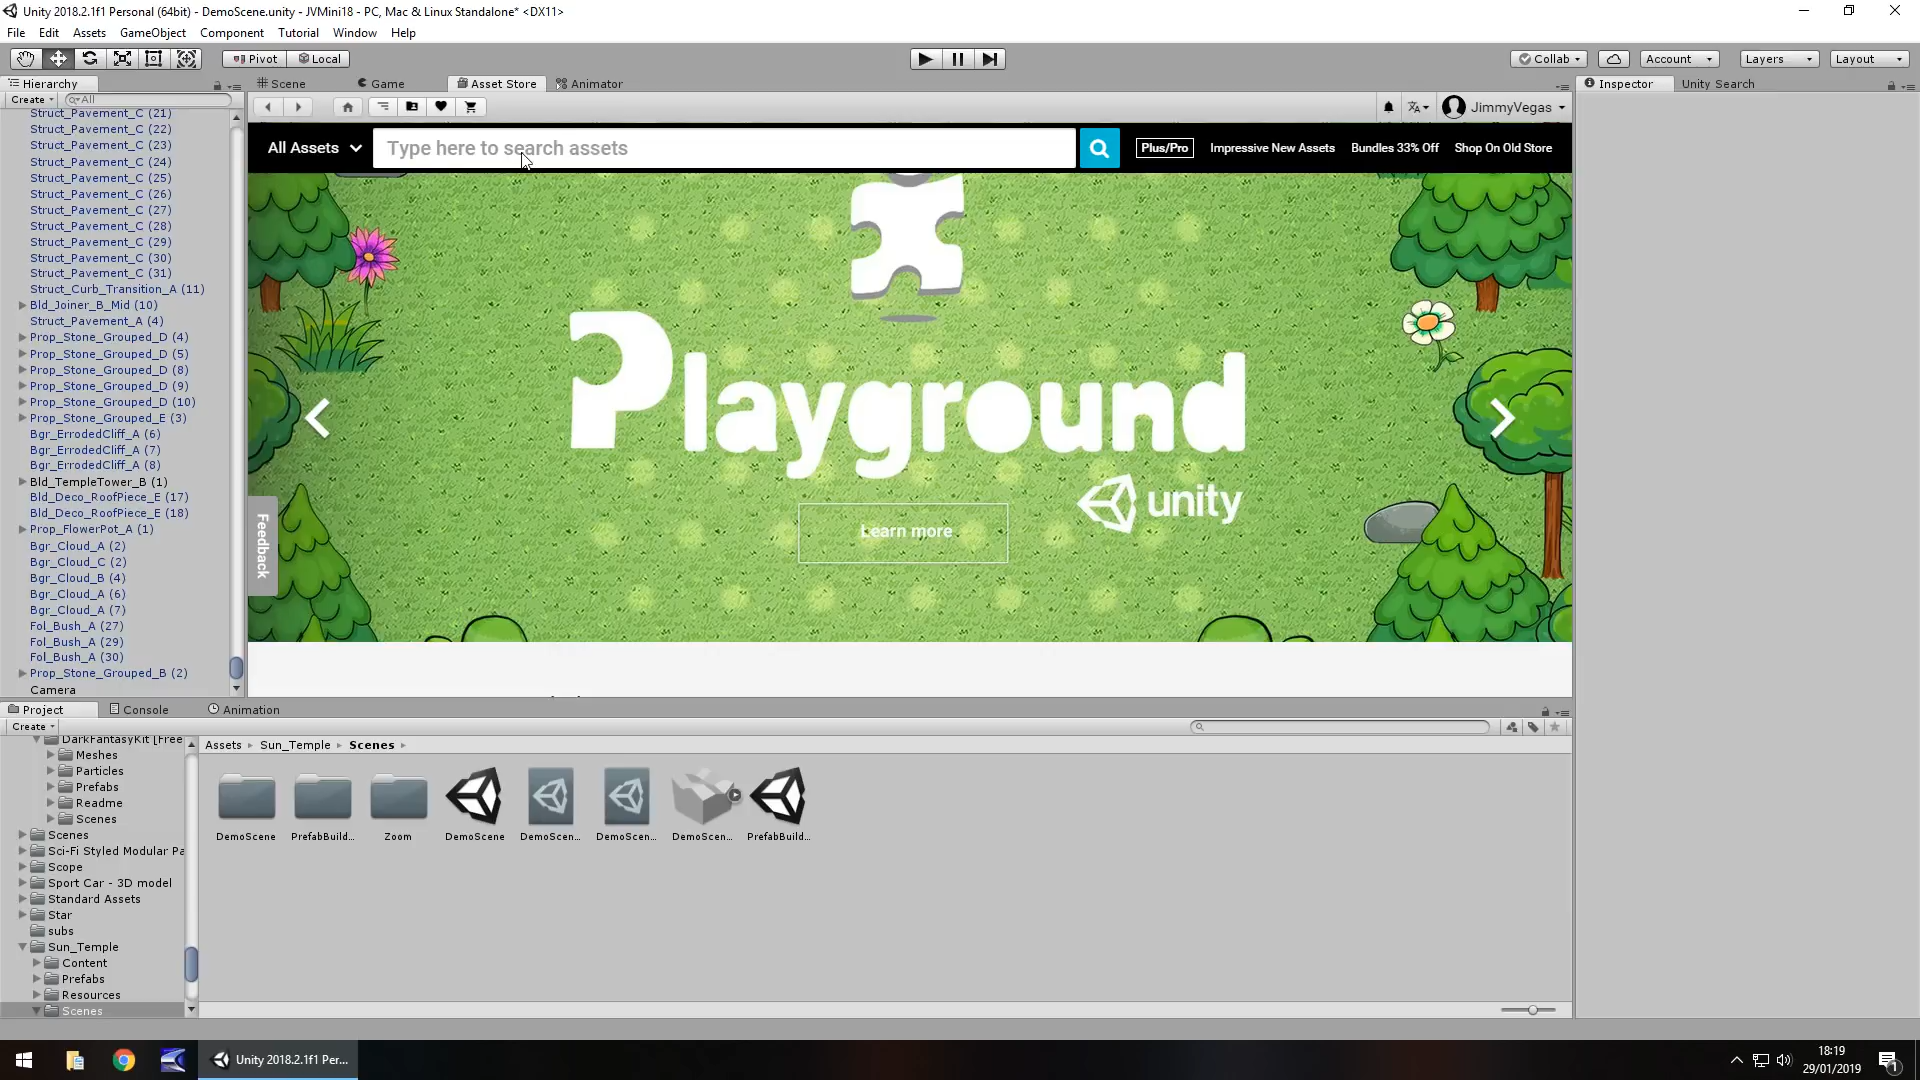 Unity 2018.2.1f1 Personal (64bit) - DemoScene.unity - JVMini18 - PC, Mac & Linux Standalone* <DX11>
File Edit Assets GameObject Component Tutorial Window Help
Pivot Local Collab Account Layers Layout
Hierarchy Scene Game Asset Store Animator Inspector Unity Search
Create All
JimmyVegas
Struct_Pavement_C (21)
Struct_Pavement_C (22)
Struct_Pavement_C (23)
Struct_Pavement_C (24)
Struct_Pavement_C (25)
Struct_Pavement_C (26)
Struct_Pavement_C (27)
Struct_Pavement_C (28)
Struct_Pavement_C (29)
Struct_Pavement_C (30)
Struct_Pavement_C (31)
Struct_Curb_Transition_A (11)
Bld_Joiner_B_Mid (10)
Struct_Pavement_A (4)
Prop_Stone_Grouped_D (4)
Prop_Stone_Grouped_D (5)
Prop_Stone_Grouped_D (8)
Prop_Stone_Grouped_D (9)
Prop_Stone_Grouped_D (10)
Prop_Stone_Grouped_E (3)
Bgr_ErrodedCliff_A (6)
Bgr_ErrodedCliff_A (7)
Bgr_ErrodedCliff_A (8)
Bld_TempleTower_B (1)
Bld_Deco_RoofPiece_E (17)
Bld_Deco_RoofPiece_E (18)
Prop_FlowerPot_A (1)
Bgr_Cloud_A (2)
Bgr_Cloud_C (2)
Bgr_Cloud_B (4)
Bgr_Cloud_A (6)
Bgr_Cloud_A (7)
Fol_Bush_A (27)
Fol_Bush_A (29)
Fol_Bush_A (30)
Prop_Stone_Grouped_B (2)
Camera
All Assets Type here to search assets Plus/Pro Impressive New Assets Bundles 33% Off Shop On Old Store
Playground
unity
Learn more
Feedback
Project Console Animation
Create
DarkFantasyKit [Free
Meshes
Particles
Prefabs
Readme
Scenes
Scenes
Sci-Fi Styled Modular Pa
Scope
Sport Car - 3D model
Standard Assets
Star
subs
Sun_Temple
Content
Prefabs
Resources
Scenes
Assets Sun_Temple Scenes
DemoScene PrefabBuild... Zoom DemoScene DemoScen... DemoScen... DemoScen... PrefabBuild...
Unity 2018.2.1f1 Per...
18:19
29/01/2019
1